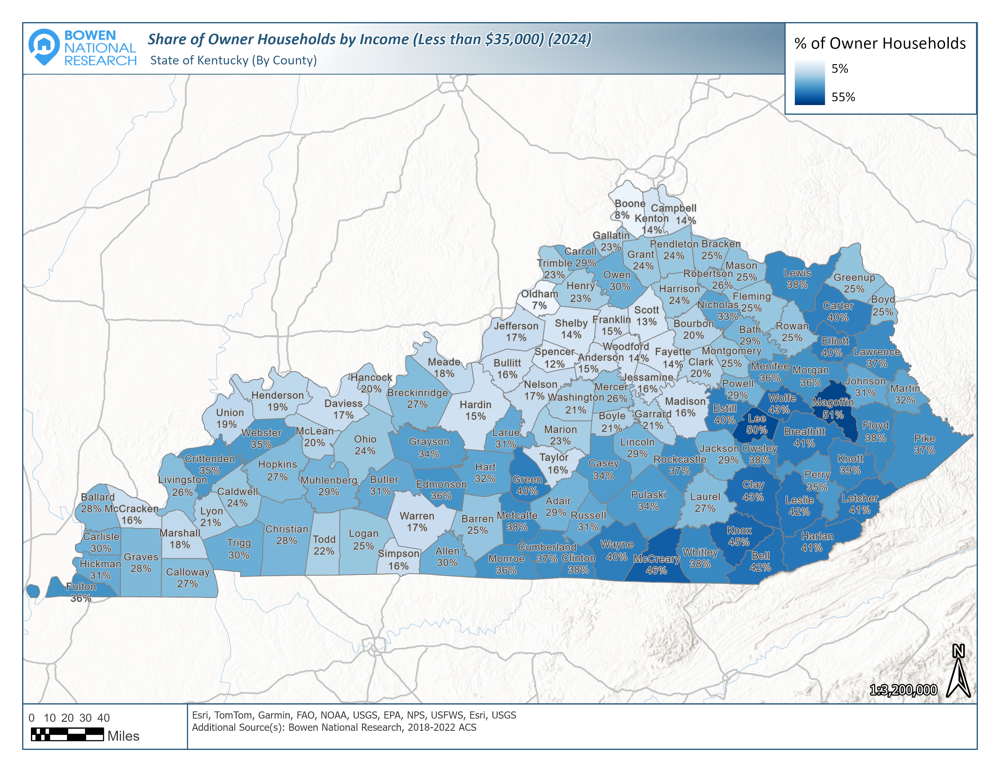 BOWEN
NATIONAL
RESEARCH
Share of Owner Households by Income (Less than $35,000) (2024)
State of Kentucky (By County)
% of Owner Households
5%
55%
Boone
8%
Campbell
14%
Kenton
14%
Gallatin
23%
Carroll
29%
Trimble
23%
Grant
24%
Pendleton
24%
Bracken
25%
Mason
25%
Robertson
26%
Lewis
38%
Greenup
25%
Boyd
25%
Owen
30%
Henry
23%
Oldham
7%
Harrison
24%
Nicholas
33%
Fleming
25%
Carter
40%
Scott
13%
Franklin
15%
Shelby
14%
Jefferson
17%
Bourbon
20%
Bath
29%
Rowan
25%
Elliott
40%
Lawrence
37%
Woodford
14%
Fayette
14%
Montgomery
25%
Clark
20%
Spencer
12%
Anderson
15%
Bullitt
16%
Meade
18%
Menifee
36%
Morgan
36%
Johnson
31%
Martin
32%
Hancock
20%
Breckinridge
27%
Henderson
19%
Daviess
17%
Union
19%
Hardin
15%
Nelson
17%
Washington
21%
Mercer
26%
Jessamine
16%
Madison
16%
Powell
29%
Wolfe
43%
Magoffin
51%
Estill
40%
Lee
50%
Boyle
21%
Garrard
21%
Breathitt
41%
Floyd
38%
Pike
37%
Webster
35%
McLean
20%
Ohio
24%
Grayson
34%
Larue
31%
Marion
23%
Lincoln
29%
Jackson
29%
Owsley
38%
Knott
39%
Crittenden
35%
Hopkins
27%
Taylor
16%
Casey
34%
Rockcastle
37%
Hart
32%
Green
40%
Perry
35%
Livingston
26%
Caldwell
24%
Muhlenberg
29%
Butler
31%
Edmonson
36%
Clay
43%
Leslie
42%
Letcher
41%
Ballard
28%
McCracken
16%
Lyon
21%
Adair
29%
Pulaski
34%
Laurel
27%
Warren
17%
Barren
25%
Metcalfe
38%
Russell
31%
Marshall
18%
Carlisle
30%
Trigg
30%
Christian
28%
Todd
22%
Logan
25%
Simpson
16%
Allen
30%
Monroe
36%
Cumberland
37%
Clinton
38%
Wayne
40%
McCreary
46%
Whitley
38%
Knox
45%
Bell
42%
Harlan
41%
Hickman
31%
Graves
28%
Calloway
27%
Fulton
36%
N
1:3,200,000
0 10 20 30 40
Miles
Esri, TomTom, Garmin, FAO, NOAA, USGS, EPA, NPS, USFWS, Esri, USGS
Additional Source(s): Bowen National Research, 2018-2022 ACS